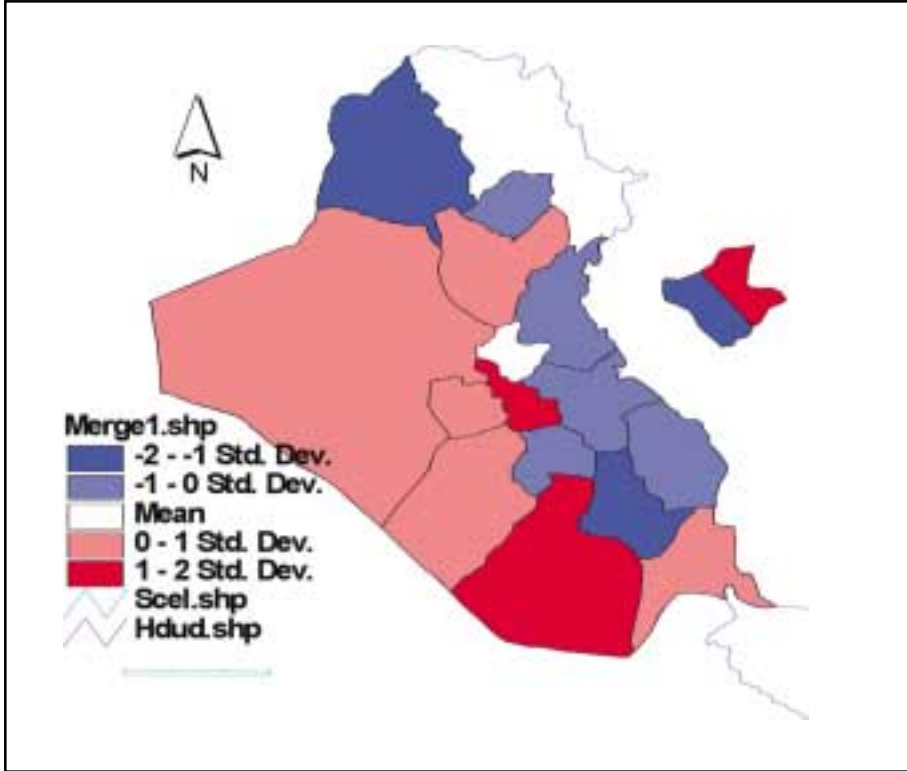 N
Merge1.shp
-2 - -1 Std. Dev.
-1 - 0 Std. Dev.
Mean
0 - 1 Std. Dev.
1 - 2 Std. Dev.
Scel.shp
Hdud.shp